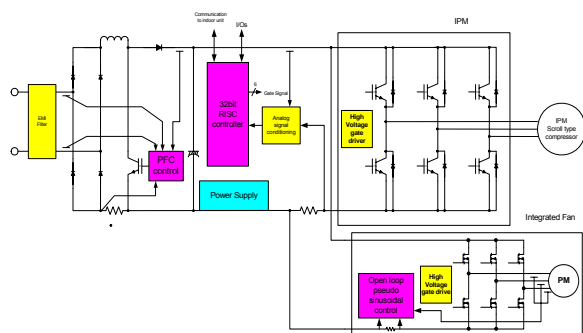 Communication
to indoor unit
I/Os
IPM
EMI
Filter
6
Gate Signal
32bit
RISC
controller
Analog
signal
conditioning
High
Voltage
gate
driver
IPM
Scroll type
compressor
PFC
control
Power Supply
Integrated Fan
Open loop
pseudo
sinusoidal
control
High
Voltage
gate drive
PM